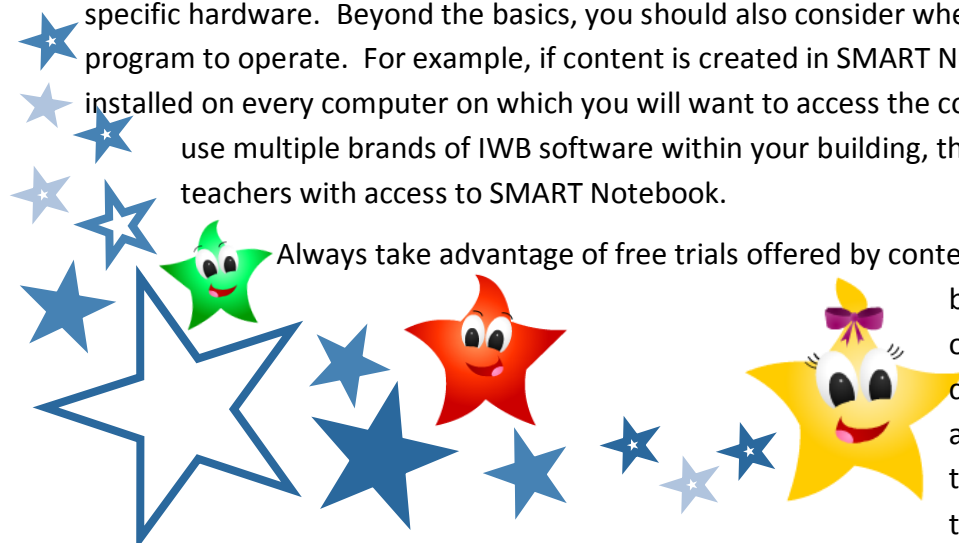 specific hardware.  Beyond the basics, you should also consider whe
program to operate.  For example, if content is created in SMART N
installed on every computer on which you will want to access the co
use multiple brands of IWB software within your building, th
teachers with access to SMART Notebook.
Always take advantage of free trials offered by conte
b
a
t
t